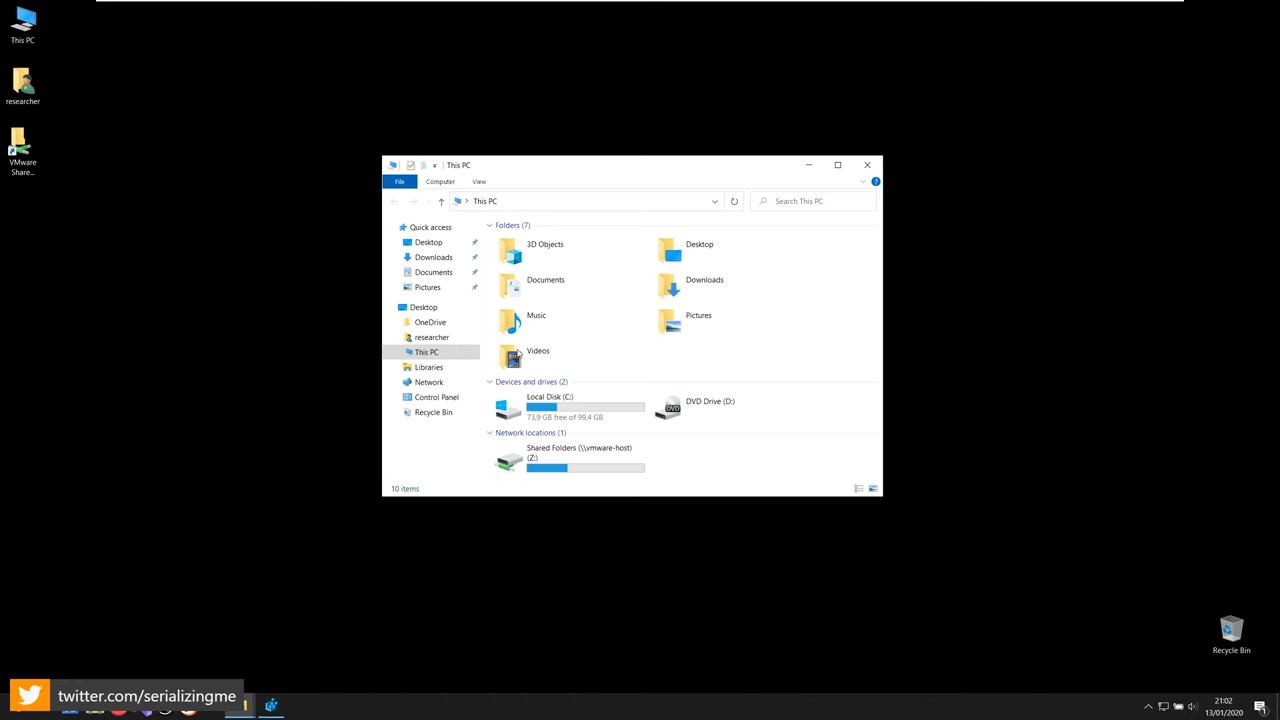 This PC
researcher
VMware
Share...
This PC
File
Computer
View
This PC
Search This PC
Quick access
Desktop
Downloads
Documents
Pictures
Desktop
OneDrive
researcher
This PC
Libraries
Network
Control Panel
Recycle Bin
Folders (7)
3D Objects
Desktop
Documents
Downloads
Music
Pictures
Videos
Devices and drives (2)
Local Disk (C:)
73,9 GB free of 99,4 GB
DVD
DVD Drive (D:)
Network locations (1)
Shared Folders (\\vmware-host)
(Z:)
10 items
Recycle Bin
twitter.com/serializingme
21:02
13/01/2020
1